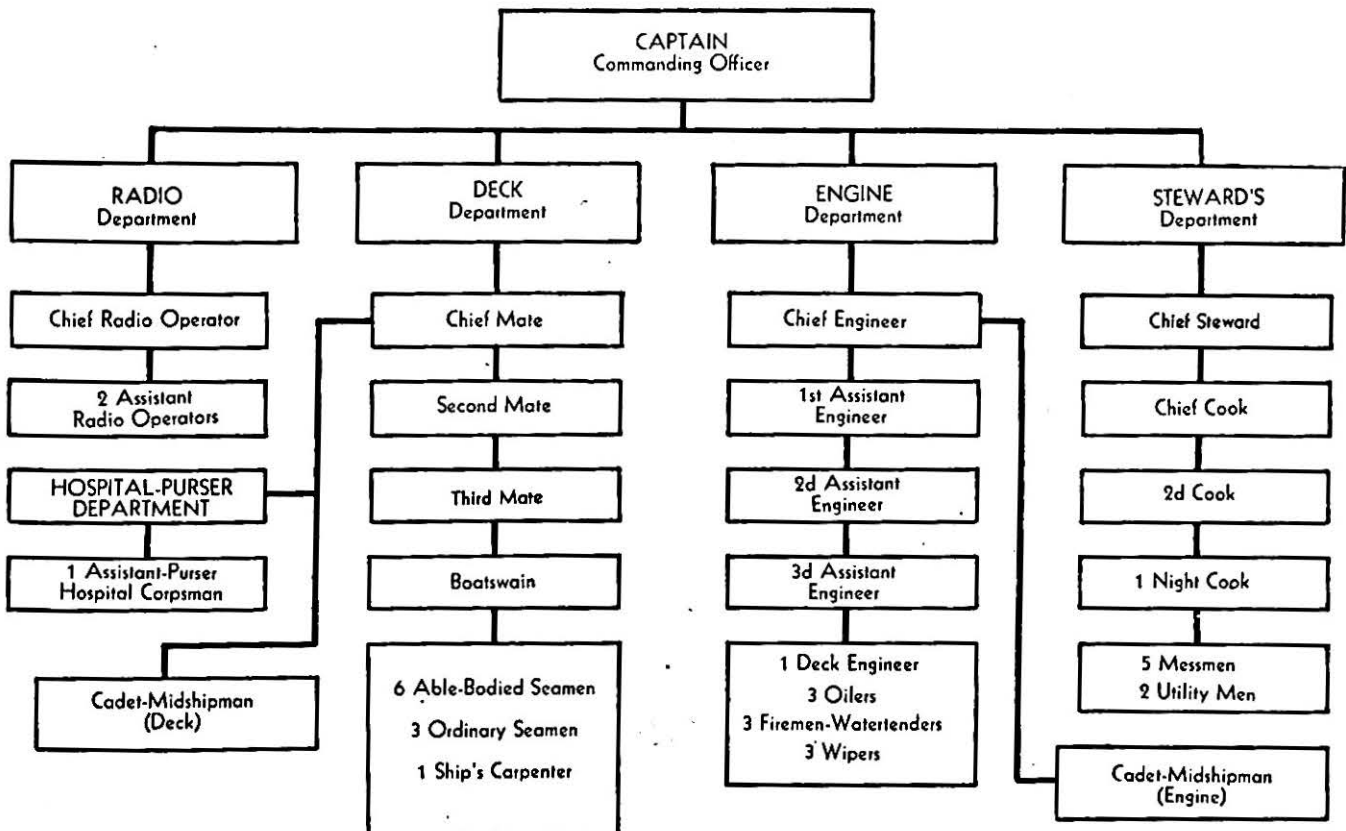 CAPTAIN
Commanding Officer
RADIO
Department
DECK
Department
ENGINE
Department
STEWARD'S
Department
Chief Radio Operator
Chief Mate
Chief Engineer
Chief Steward
2 Assistant
Radio Operators
Second Mate
1st Assistant
Engineer
Chief Cook
HOSPITAL-PURSER
DEPARTMENT
Third Mate
2d Assistant
Engineer
2d Cook
1 Assistant-Purser
Hospital Corpsman
Boatswain
3d Assistant
Engineer
1 Night Cook
Cadet-Midshipman
(Deck)
6 Able-Bodied Seamen
3 Ordinary Seamen
1 Ship's Carpenter
1 Deck Engineer
3 Oilers
3 Firemen-Watertenders
3 Wipers
5 Messmen
2 Utility Men
Cadet-Midshipman
(Engine)